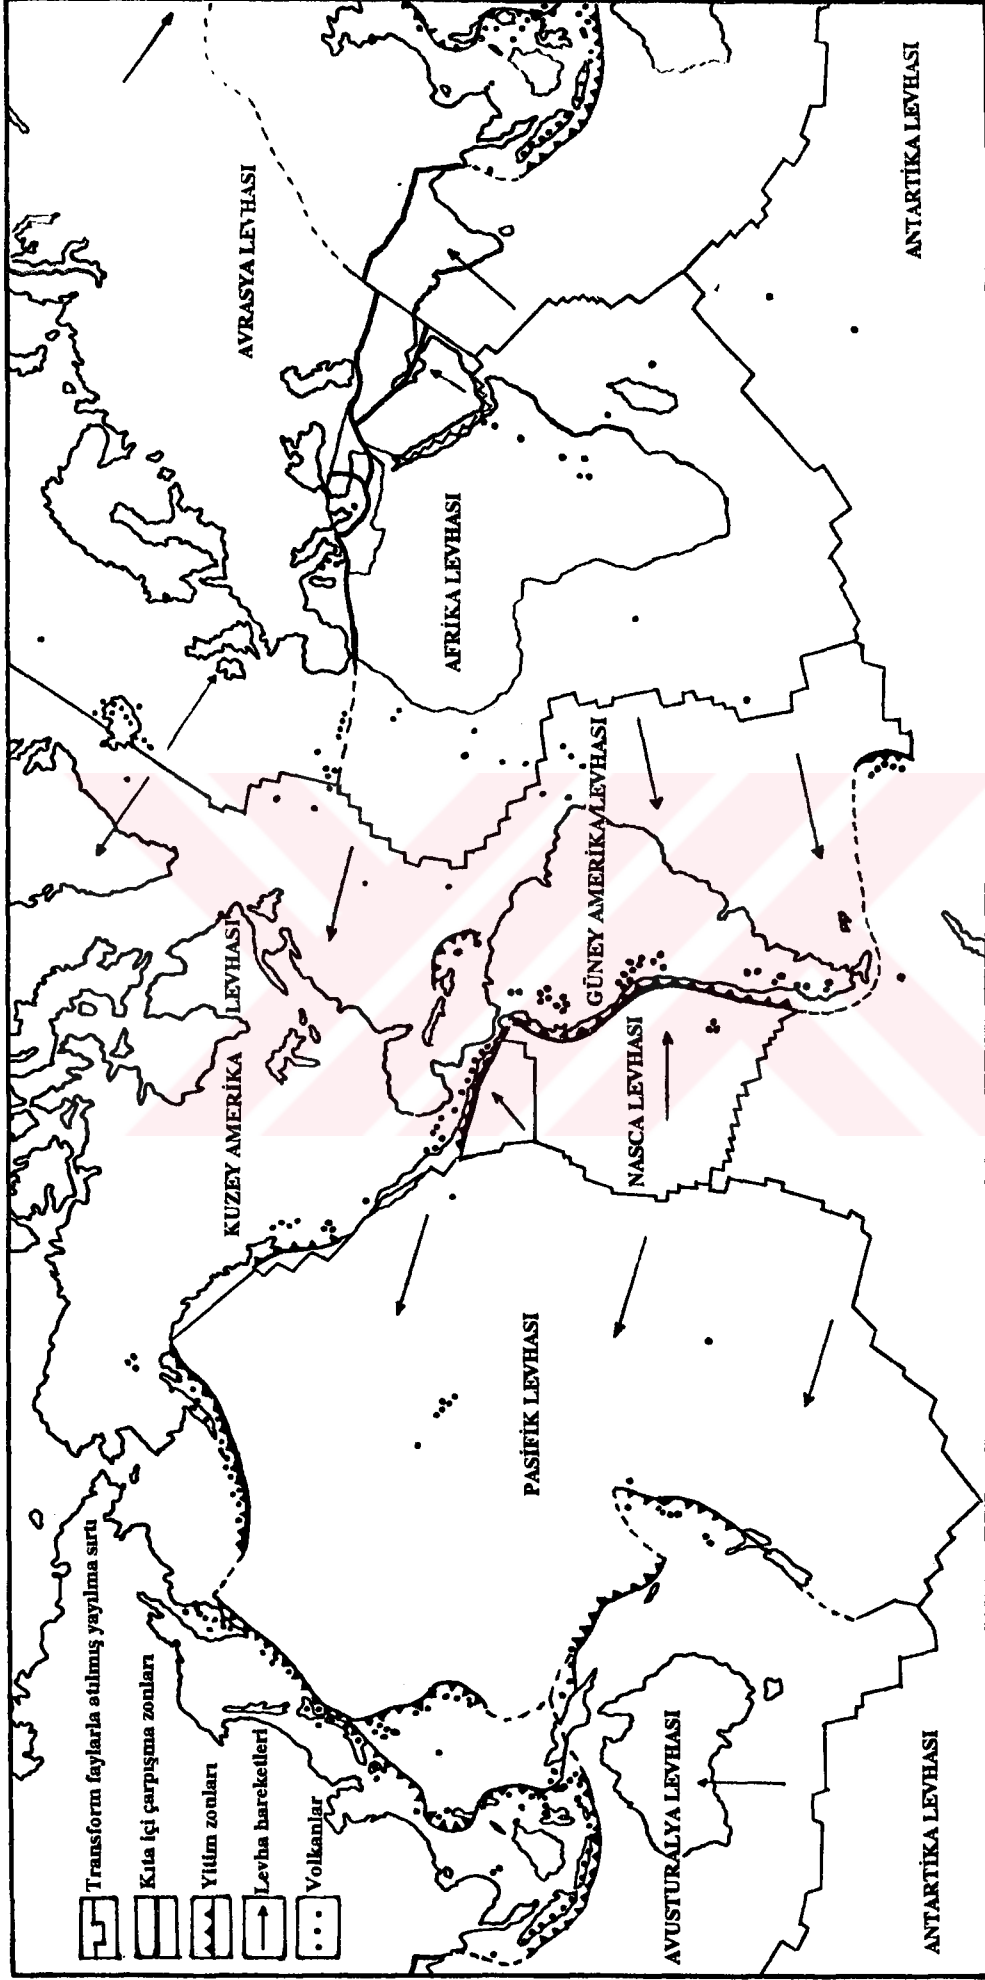 Transform faylarla atılmış yayılma sırtı
Kıta içi çarpışma zonları
Yitim zonları
Levha hareketleri
Volkanlar
AVUSTURALYA LEVHASI
ANTARTİKA LEVHASI
PASİFİK LEVHASI
KUZEY AMERİKA LEVHASI
NASCA LEVHASI
GÜNEY AMERİKA LEVHASI
AFRİKA LEVHASI
AVRASYA LEVHASI
ANTARTİKA LEVHASI